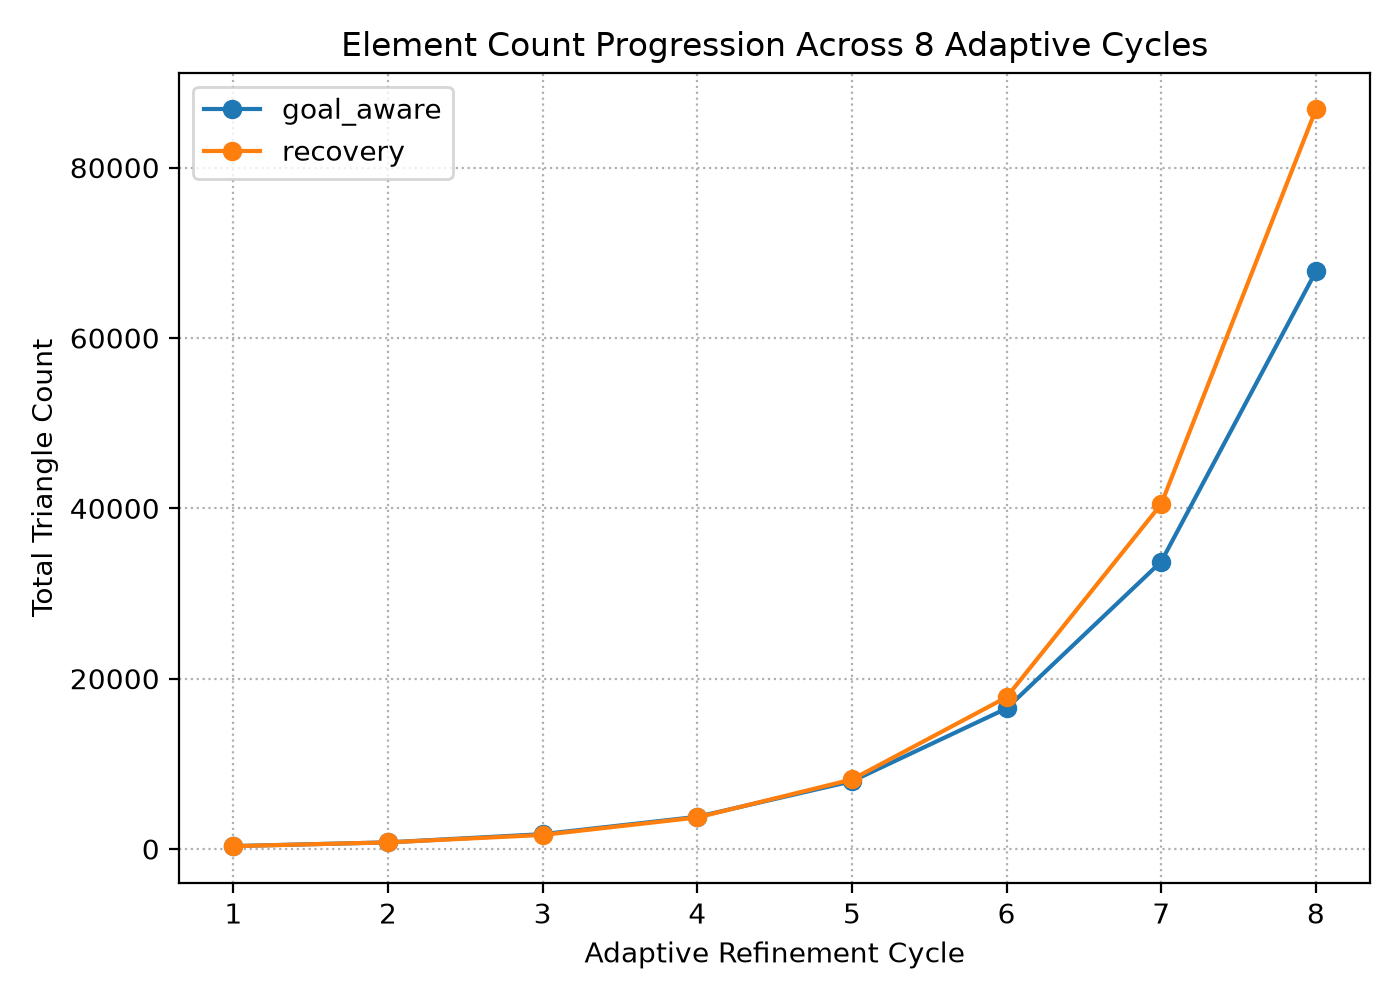 Element Count Progression Across 8 Adaptive Cycles
goal_aware
recovery
80000
60000
40000
20000
0
Total Triangle Count
1 2 3 4 5 6 7 8
Adaptive Refinement Cycle